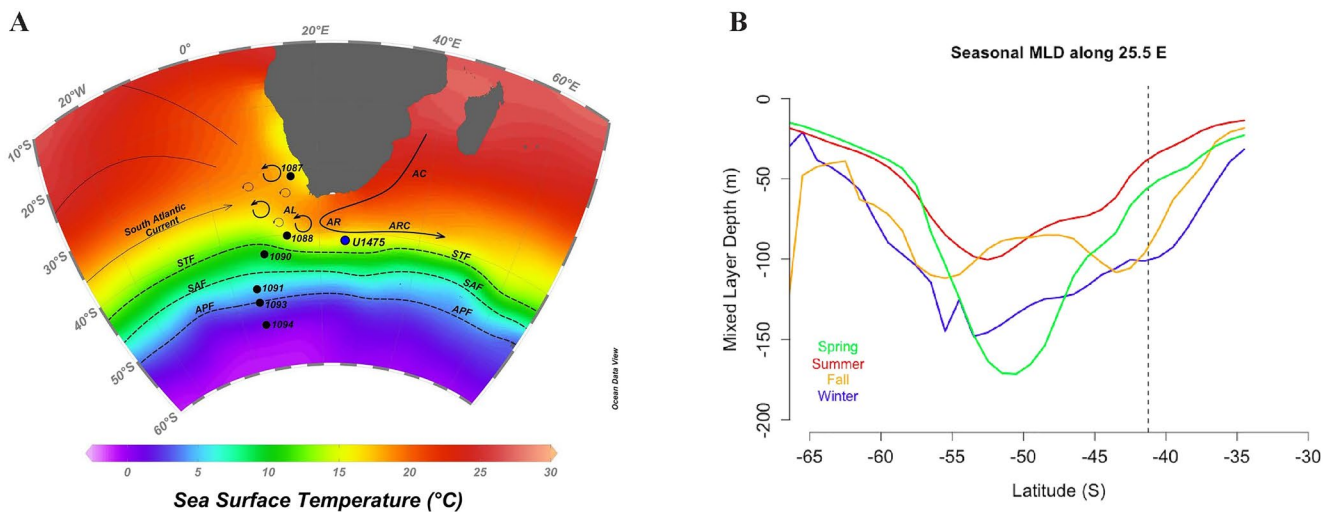 A
20°E
0°
40°E
20°W
60°E
10°S
20°S
30°S
40°S
50°S
60°S
1087
AC
South Atlantic
Current
AL
AR
ARC
1088
U1475
STF
1090
STF
SAF
1091
SAF
APF
1093
APF
1094
Ocean Data View
0 5 10 15 20 25 30
Sea Surface Temperature (°C)
B
Seasonal MLD along 25.5 E
Mixed Layer Depth (m)
0
-50
-100
-150
-200
Spring
Summer
Fall
Winter
-65 -60 -55 -50 -45 -40 -35 -30
Latitude (S)